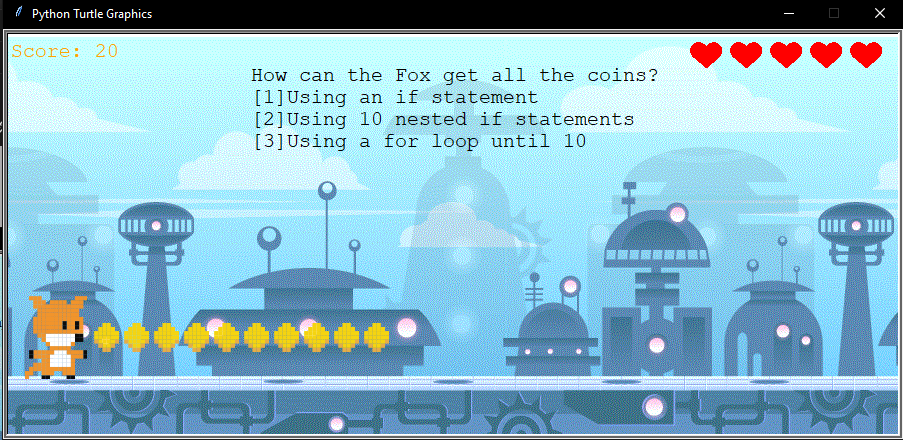 Python Turtle Graphics
Score: 20
How can the Fox get all the coins?
[1]Using an if statement
[2]Using 10 nested if statements
[3]Using a for loop until 10